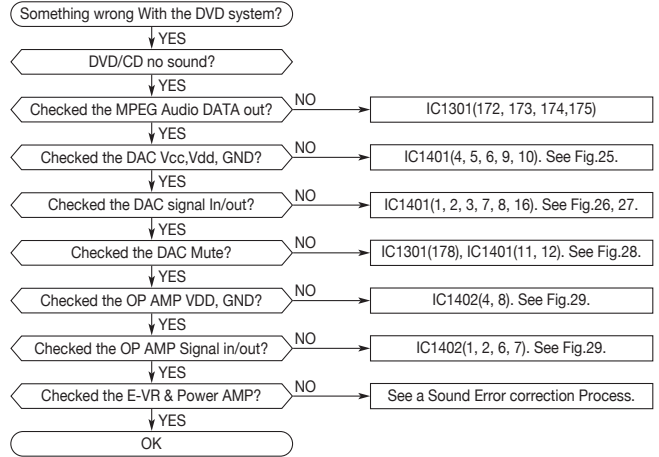 Something wrong With the DVD system?
YES
DVD/CD no sound?
YES
Checked the MPEG Audio DATA out?
NO
IC1301(172, 173, 174,175)
YES
Checked the DAC Vcc,Vdd, GND?
NO
IC1401(4, 5, 6, 9, 10). See Fig.25.
YES
Checked the DAC signal In/out?
NO
IC1401(1, 2, 3, 7, 8, 16). See Fig.26, 27.
YES
Checked the DAC Mute?
NO
IC1301(178), IC1401(11, 12). See Fig.28.
YES
Checked the OP AMP VDD, GND?
NO
IC1402(4, 8). See Fig.29.
YES
Checked the OP AMP Signal in/out?
NO
IC1402(1, 2, 6, 7). See Fig.29.
YES
Checked the E-VR & Power AMP?
NO
See a Sound Error correction Process.
YES
OK